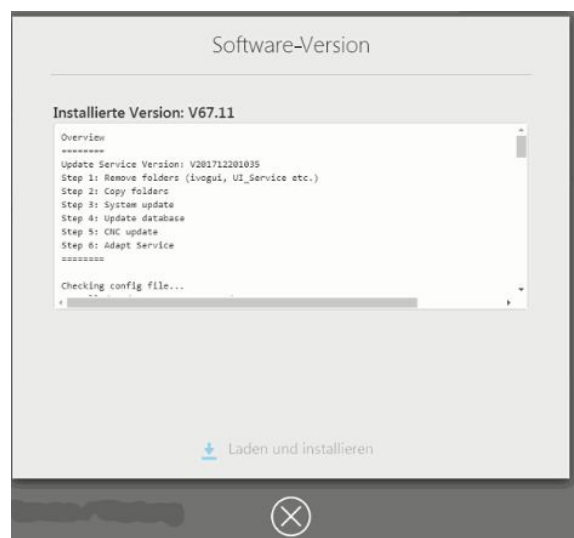 Software-Version
Installierte Version: V67.11
Overview
========
Update Service Version: V201712201035
Step 1: Remove folders (ivogui, UI_Service etc.)
Step 2: Copy folders
Step 3: System update
Step 4: Update database
Step 5: CNC update
Step 6: Adapt Service
========
Checking config file...
Laden und installieren